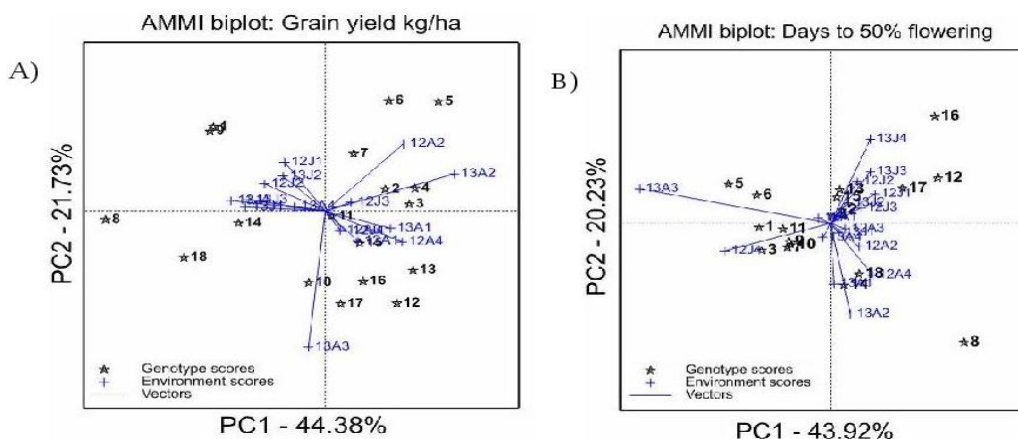 A)
AMMI biplot: Grain yield kg/ha
PC2 - 21.73%
6
5
9
7
12A2
12J1
13J2
12J2
13A2
2
4
3
12J3
11
8
14
13A1
12A4
18
13
10
16
17
12
13A3
Genotype scores
Environment scores
Vectors
PC1 - 44.38%
B)
AMMI biplot: Days to 50% flowering
PC2 - 20.23%
16
13J4
13J3
12J2
5
6
13
17
12
13A3
12J3
1
11
3
10
12J4
12A2
18
12A4
14
13A2
8
Genotype scores
Environment scores
Vectors
PC1 - 43.92%